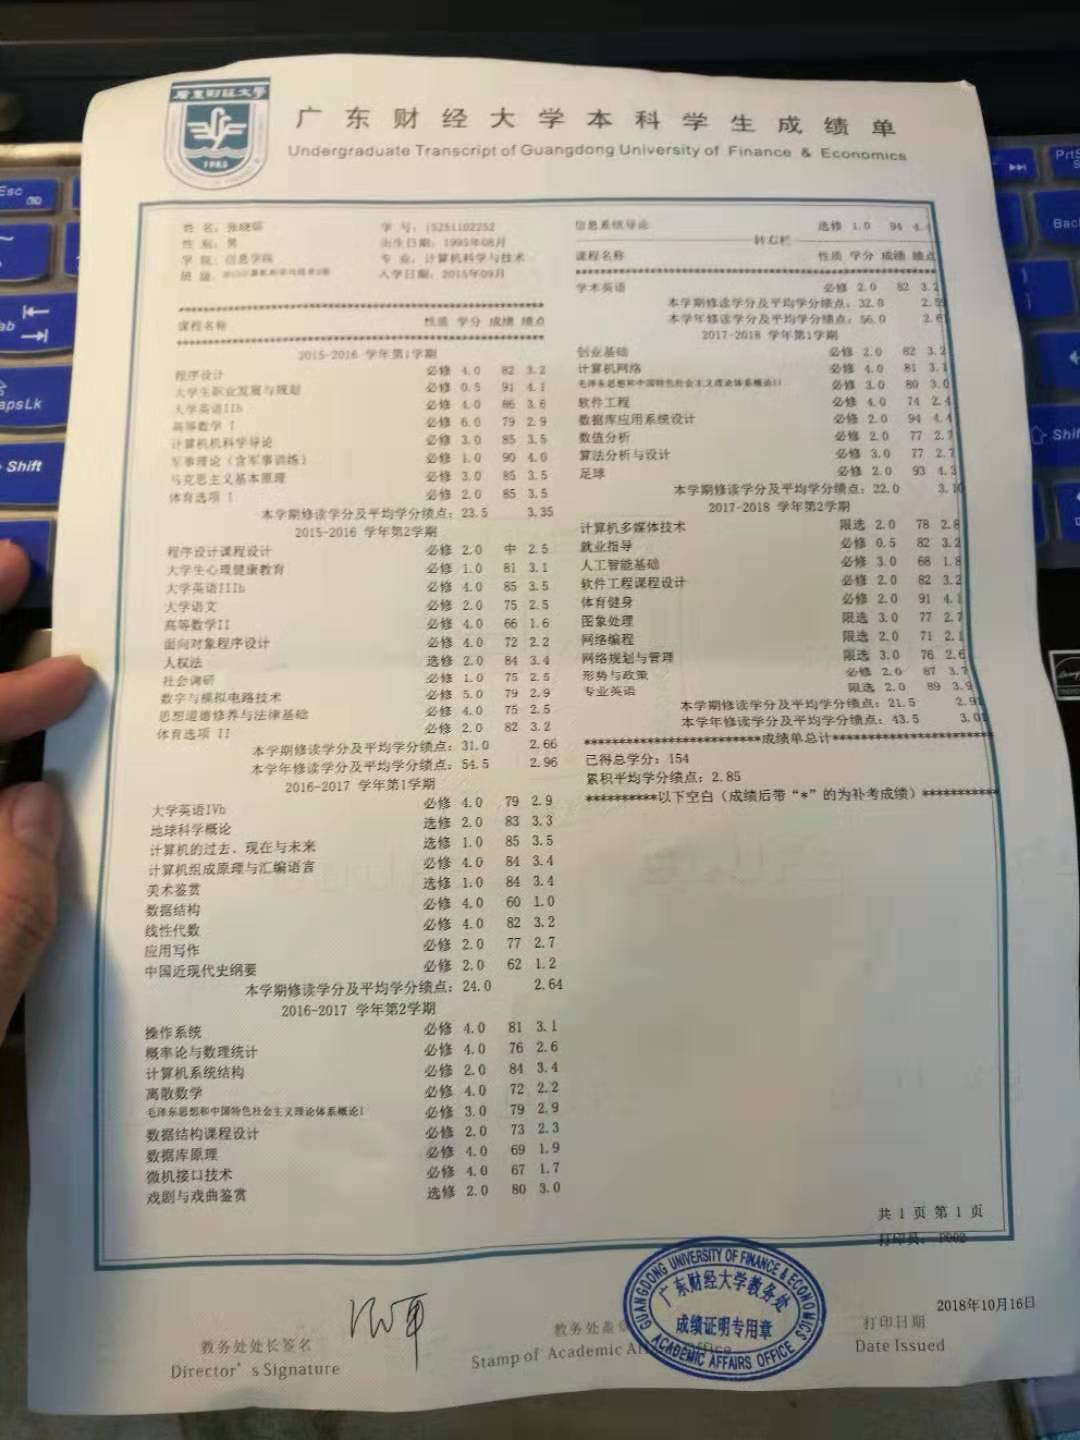 广东财经大学
1983
广东财经大学本科学生成绩单
Undergraduate Transcript of Guangdong University of Finance & Economics
姓 名: 张晓 学 号: 15251102252
性 别: 男 出生日期: 1995年08月
学 院: 信息学院 专 业: 计算机科学与技术
班 级: 入学日期: 2015年09月
课程名称 性质 学分 成绩 绩点
2015-2016 学年第1学期
程序设计 必修 4.0 82 3.2
大学生职业发展与规划 必修 0.5 91 4.1
大学英语IIb 必修 4.0 86 3.6
高等数学 I 必修 6.0 79 2.9
计算机科学导论 必修 3.0 85 3.5
军事理论（含军事训练） 必修 1.0 90 4.0
马克思主义基本原理 必修 3.0 85 3.5
体育选项 I 必修 2.0 85 3.5
本学期修读学分及平均学分绩点: 23.5 3.35
2015-2016 学年第2学期
程序设计课程设计 必修 2.0 中 2.5
大学生心理健康教育 必修 1.0 81 3.1
大学英语IIIb 必修 4.0 85 3.5
大学语文 必修 2.0 75 2.5
高等数学II 必修 4.0 66 1.6
面向对象程序设计 必修 4.0 72 2.2
人权法 选修 2.0 84 3.4
社会调研 必修 1.0 75 2.5
数字与模拟电路技术 必修 5.0 79 2.9
思想道德修养与法律基础 必修 4.0 75 2.5
体育选项 II 必修 2.0 82 3.2
本学期修读学分及平均学分绩点: 31.0 2.66
本学年修读学分及平均学分绩点: 54.5 2.96
2016-2017 学年第1学期
大学英语IVb 必修 4.0 79 2.9
地球科学概论 选修 2.0 83 3.3
计算机的过去、现在与未来 选修 1.0 85 3.5
计算机组成原理与汇编语言 必修 4.0 84 3.4
美术鉴赏 选修 1.0 84 3.4
数据结构 必修 4.0 60 1.0
线性代数 必修 4.0 82 3.2
应用写作 必修 2.0 77 2.7
中国近现代史纲要 必修 2.0 62 1.2
本学期修读学分及平均学分绩点: 24.0 2.64
2016-2017 学年第2学期
操作系统 必修 4.0 81 3.1
概率论与数理统计 必修 4.0 76 2.6
计算机系统结构 必修 2.0 84 3.4
离散数学 必修 4.0 72 2.2
毛泽东思想和中国特色社会主义理论体系概论I 必修 3.0 79 2.9
数据结构课程设计 必修 2.0 73 2.3
数据库原理 必修 4.0 69 1.9
微机接口技术 必修 4.0 67 1.7
戏剧与戏曲鉴赏 选修 2.0 80 3.0
信息系统导论 选修 1.0 94 4.4
转右栏
课程名称 性质 学分 成绩 绩点
学术英语 必修 2.0 82 3.2
本学期修读学分及平均学分绩点: 32.0
本学年修读学分及平均学分绩点: 56.0
2017-2018 学年第1学期
创业基础 必修 2.0 82 3.2
计算机网络 必修 4.0 81 3.1
毛泽东思想和中国特色社会主义理论体系概论II 必修 3.0 80 3.0
软件工程 必修 4.0 74 2.4
数据库应用系统设计 必修 2.0 94 4.4
数值分析 必修 2.0 77 2.7
算法分析与设计 必修 3.0 77 2.7
足球 必修 2.0 93 4.3
本学期修读学分及平均学分绩点: 22.0 3.10
2017-2018 学年第2学期
计算机多媒体技术 限选 2.0 78 2.8
就业指导 必修 0.5 82 3.2
人工智能基础 必修 3.0 68 1.8
软件工程课程设计 必修 2.0 82 3.2
体育健身 必修 2.0 91 4.1
图象处理 限选 3.0 77 2.7
网络编程 限选 2.0 71 2.1
网络规划与管理 限选 3.0 76 2.6
形势与政策 必修 2.0 87 3.7
专业英语 限选 2.0 89 3.9
本学期修读学分及平均学分绩点: 21.5
本学年修读学分及平均学分绩点: 43.5
*************************成绩单总计***********************
已得总学分: 154
累积平均学分绩点: 2.85
**********以下空白（成绩后带“*”的为补考成绩）***********
共 1 页 第 1 页
打印员: P002
教务处处长签名
Director's Signature
教务处盖章
Stamp of Academic Affairs Office
GUANGDONG UNIVERSITY OF FINANCE & ECONOMICS
广东财经大学教务处
成绩证明专用章
ACADEMIC AFFAIRS OFFICE
2018年10月16日
打印日期
Date Issued
Esc
Shift
CapsLk
PrtS
Back